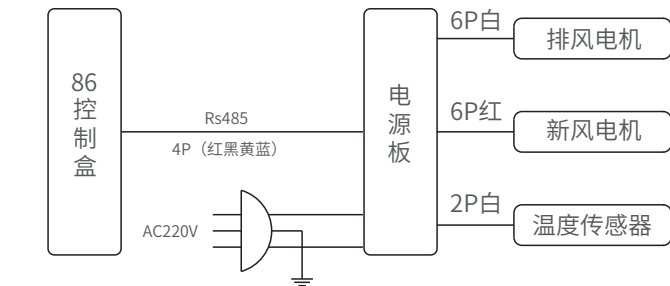 86
控
制
盒
Rs485
4P（红黑黄蓝）
AC220V
电
源
板
6P白
排风电机
6P红
新风电机
2P白
温度传感器